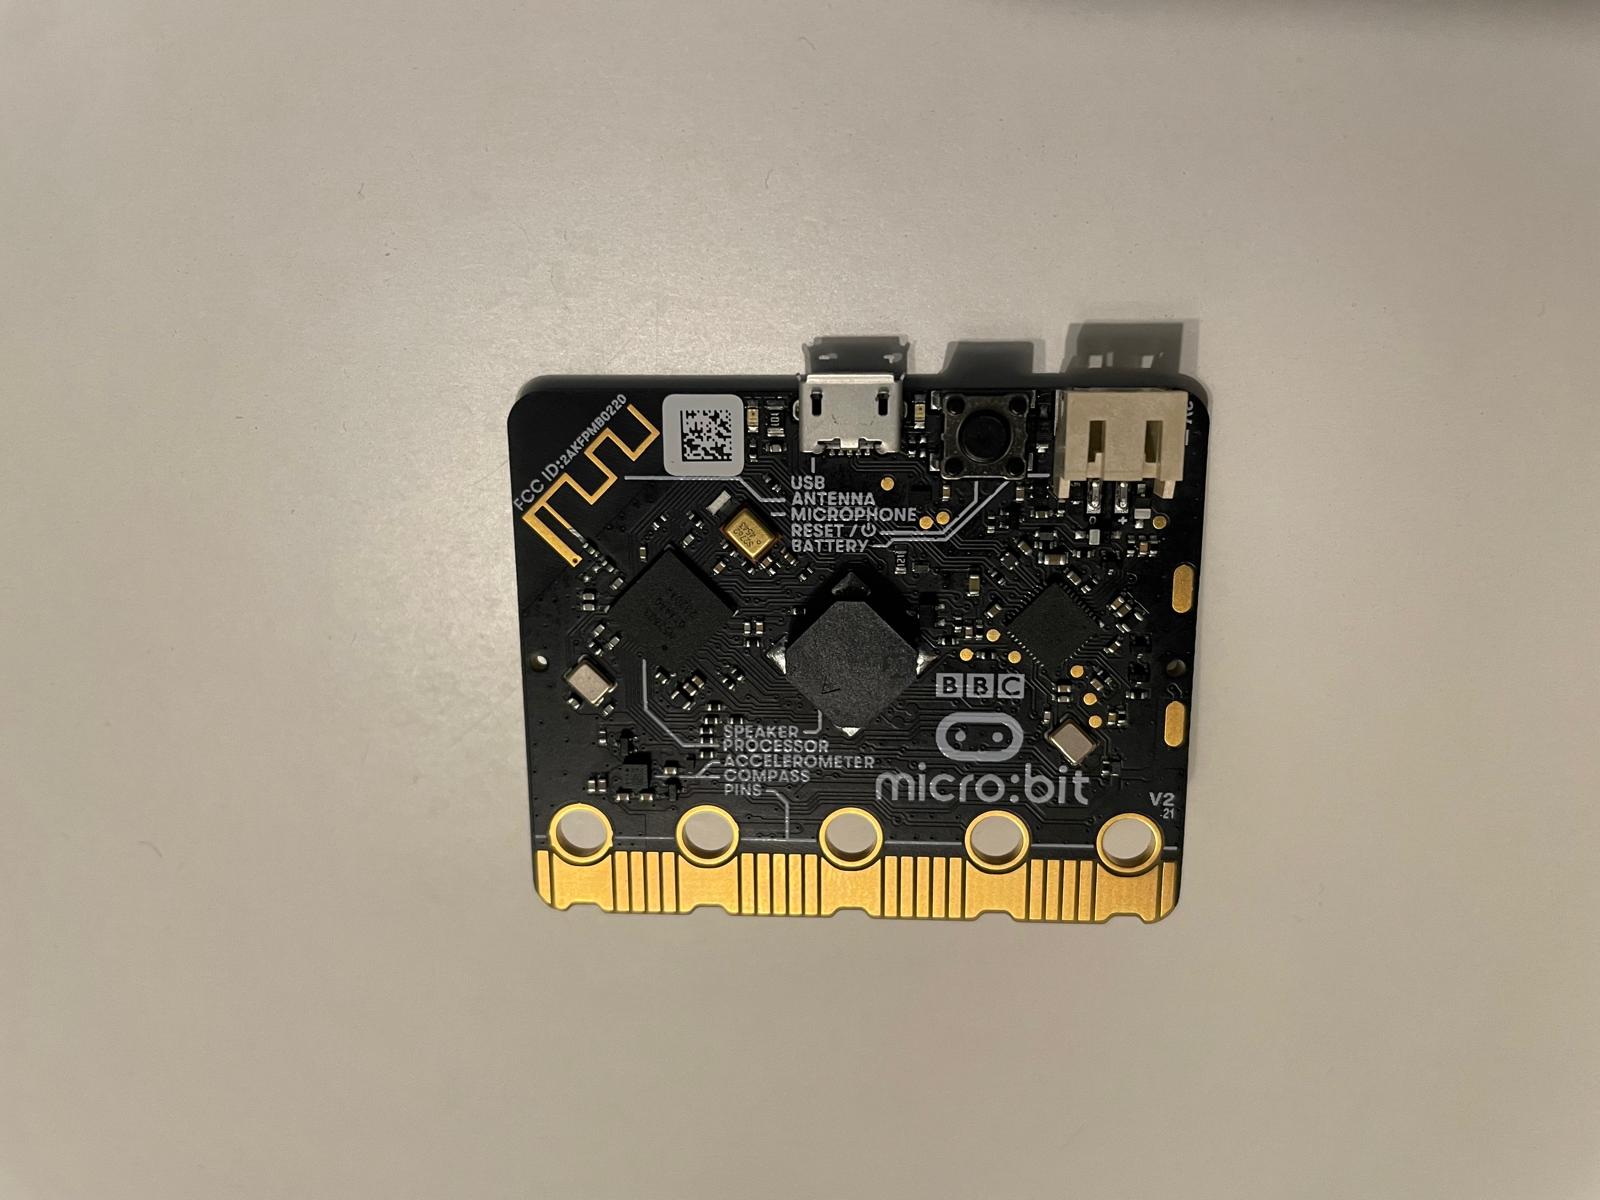 FCC ID:2AKFPMB0220
USB
ANTENNA
MICROPHONE
RESET /
BATTERY
BBC
SPEAKER
PROCESSOR
ACCELEROMETER
COMPASS
PINS
micro:bit
V2
.21